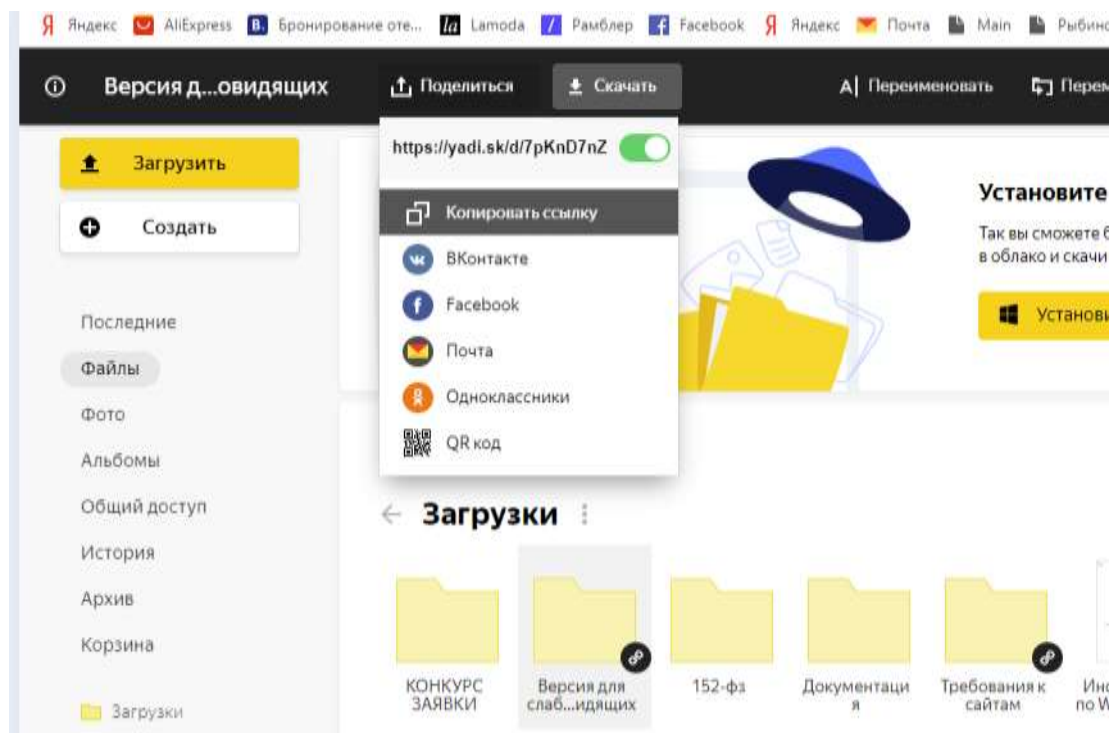 Яндекс AliExpress Бронирование оте... Lamoda Рамблер Facebook Яндекс Почта Main
Версия д...овидящих Поделиться Скачать Переименовать
https://yadi.sk/d/7pKnD7nZ
Загрузить
Создать
Копировать ссылку
ВКонтакте
Facebook
Почта
Одноклассники
QR код
Установите
Так вы сможете
в облако и скачи
Установи
Последние
Файлы
Фото
Альбомы
Общий доступ
История
Архив
Корзина
Загрузки
Загрузки
КОНКУРС
ЗАЯВКИ
Версия для
слаб...идящих
152-фз
Документаци
я
Требования к
сайтам
по W